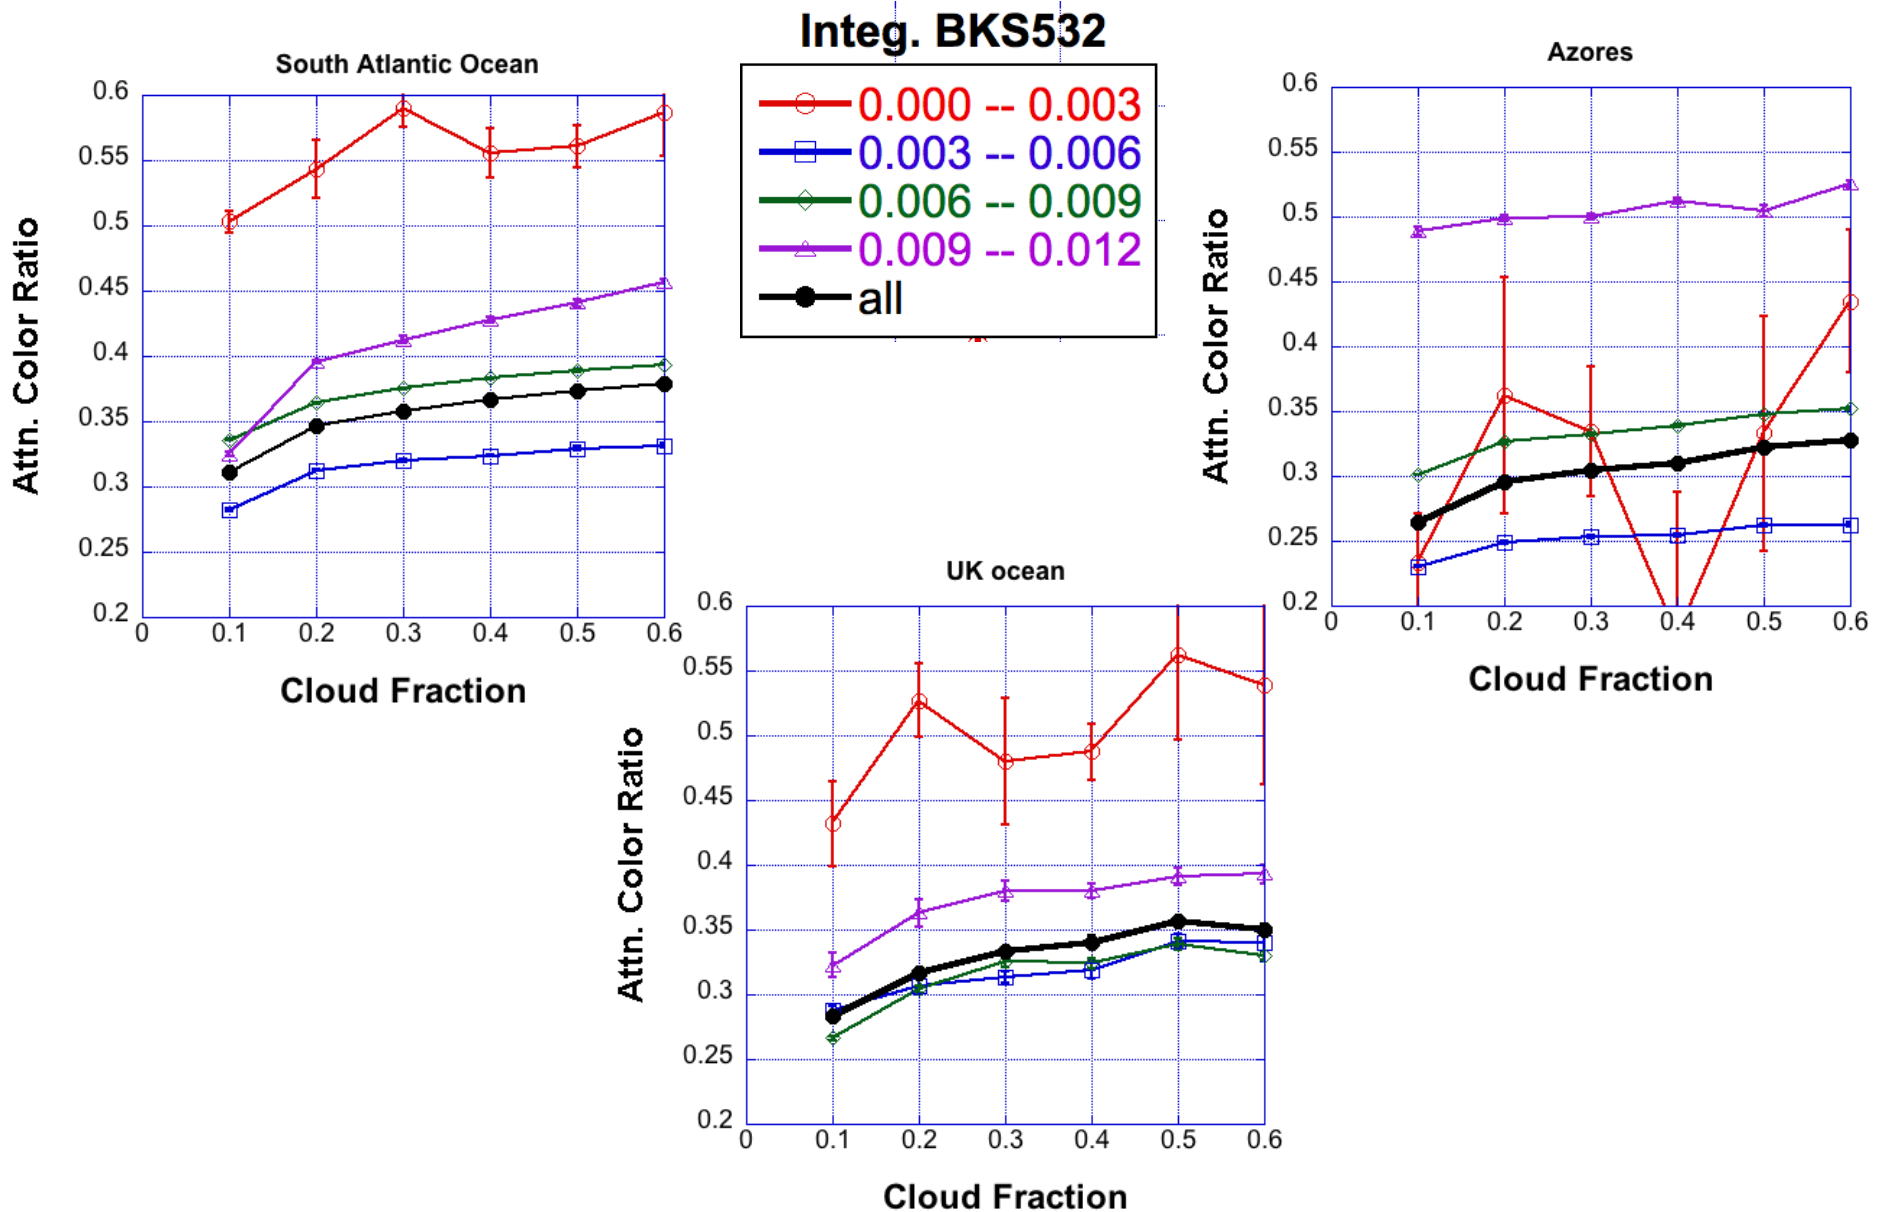 Integ. BKS532
0.000 -- 0.003
0.003 -- 0.006
0.006 -- 0.009
0.009 -- 0.012
all
South Atlantic Ocean
Attn. Color Ratio
0.6
0.55
0.5
0.45
0.4
0.35
0.3
0.25
0.2
0 0.1 0.2 0.3 0.4 0.5 0.6
Cloud Fraction
Azores
Attn. Color Ratio
0.6
0.55
0.5
0.45
0.4
0.35
0.3
0.25
0.2
0 0.1 0.2 0.3 0.4 0.5 0.6
Cloud Fraction
UK ocean
Attn. Color Ratio
0.6
0.55
0.5
0.45
0.4
0.35
0.3
0.25
0.2
0 0.1 0.2 0.3 0.4 0.5 0.6
Cloud Fraction